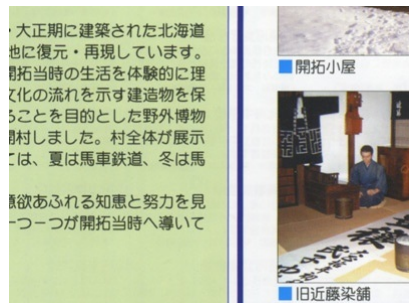 ・大正期に建築された北海道
地に復元・再現しています。
開拓当時の生活を体験的に理
文化の流れを示す建造物を保
ることを目的とした野外博物
開村しました。村全体が展示
ては、夏は馬車鉄道、冬は馬
意欲あふれる知恵と努力を見
一つ一つが開拓当時へ導いて
■開拓小屋
■旧近藤染舗